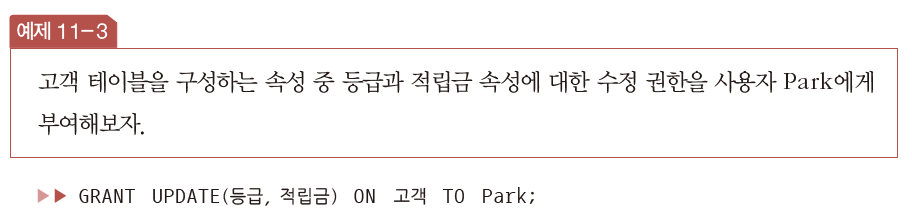 예제 11-3
고객 테이블을 구성하는 속성 중 등급과 적립금 속성에 대한 수정 권한을 사용자 Park에게
부여해보자.
▶▶ GRANT UPDATE(등급, 적립금) ON 고객 TO Park;